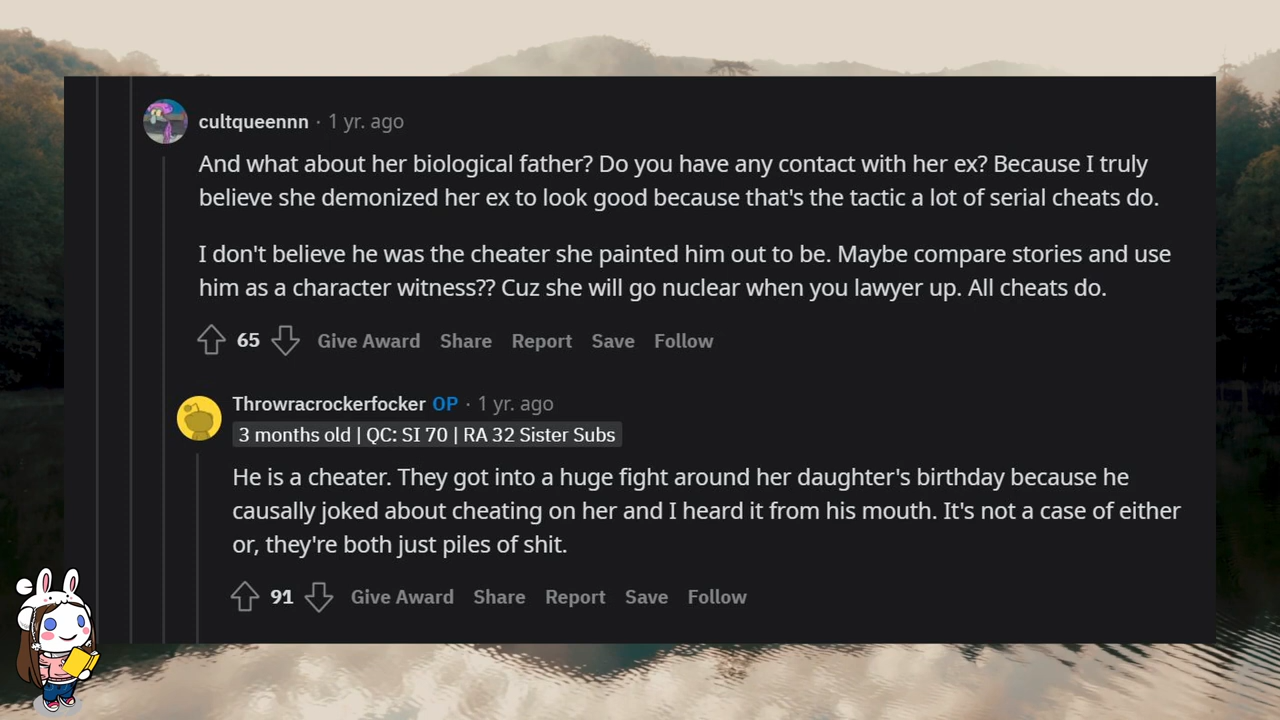 cultqueennn · 1 yr. ago
And what about her biological father? Do you have any contact with her ex? Because I truly
believe she demonized her ex to look good because that's the tactic a lot of serial cheats do.
I don't believe he was the cheater she painted him out to be. Maybe compare stories and use
him as a character witness?? Cuz she will go nuclear when you lawyer up. All cheats do.
65 Give Award Share Report Save Follow
Throwracrockerfocker OP · 1 yr. ago
3 months old | QC: SI 70 | RA 32 Sister Subs
He is a cheater. They got into a huge fight around her daughter's birthday because he
causally joked about cheating on her and I heard it from his mouth. It's not a case of either
or, they're both just piles of shit.
91 Give Award Share Report Save Follow